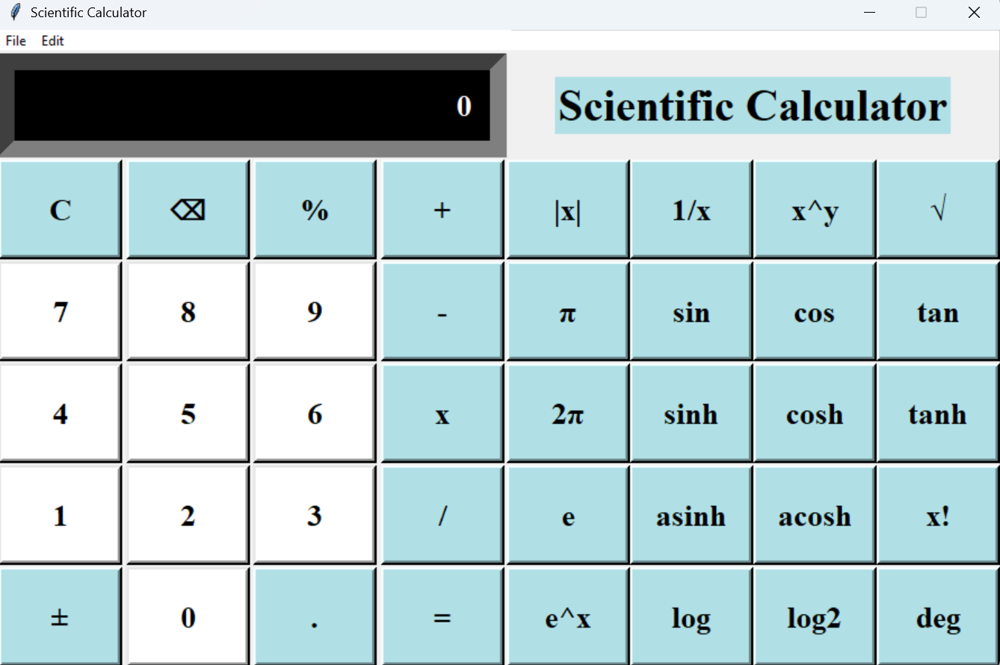 Scientific Calculator
File Edit
0
Scientific Calculator
C ⌫ % + |x| 1/x x^y √
7 8 9 - π sin cos tan
4 5 6 x 2π sinh cosh tanh
1 2 3 / e asinh acosh x!
± 0 . = e^x log log2 deg